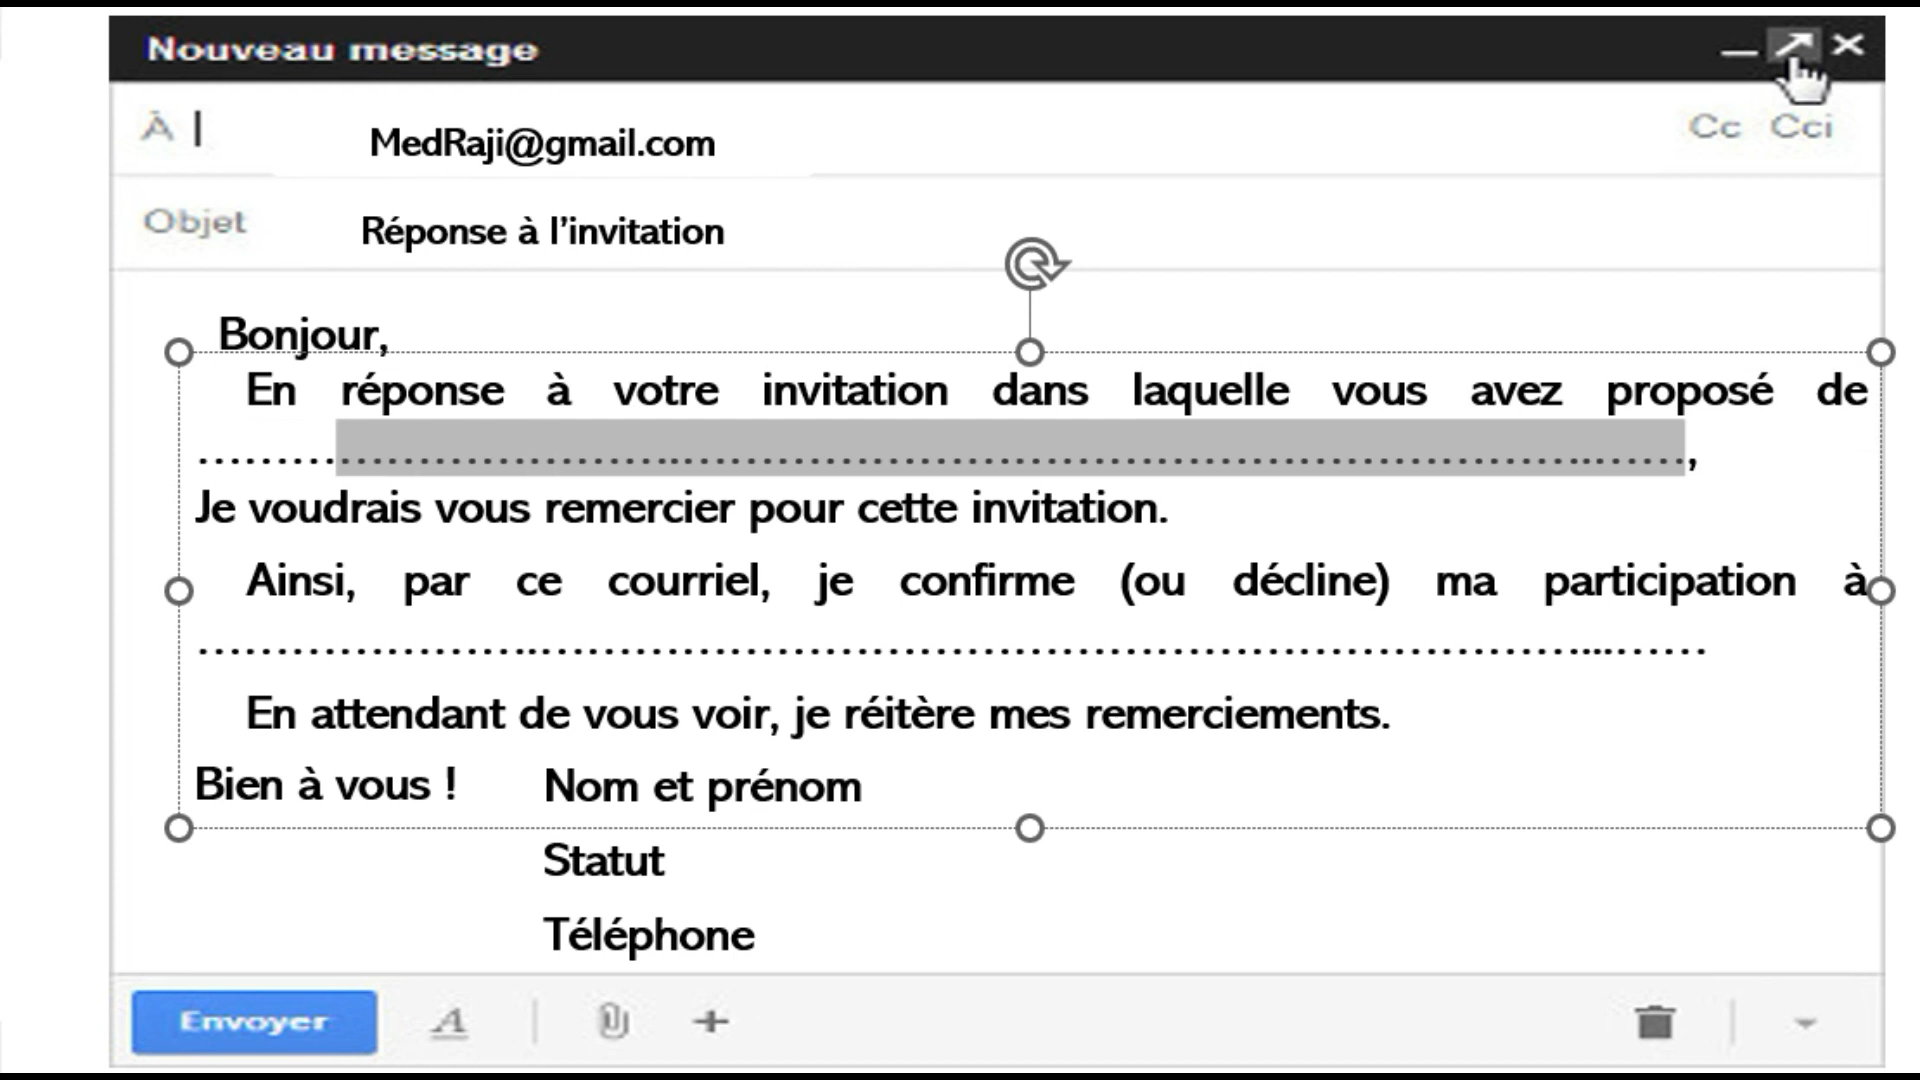 Nouveau message
À
MedRaji@gmail.com
Cc Cci
Objet
Réponse à l'invitation
Bonjour,
En réponse à votre invitation dans laquelle vous avez proposé de
……………………………………………………………………………………,
Je voudrais vous remercier pour cette invitation.
Ainsi, par ce courriel, je confirme (ou décline) ma participation à
……………………………………………………………………………………
En attendant de vous voir, je réitère mes remerciements.
Bien à vous ! Nom et prénom
Statut
Téléphone
Envoyer A